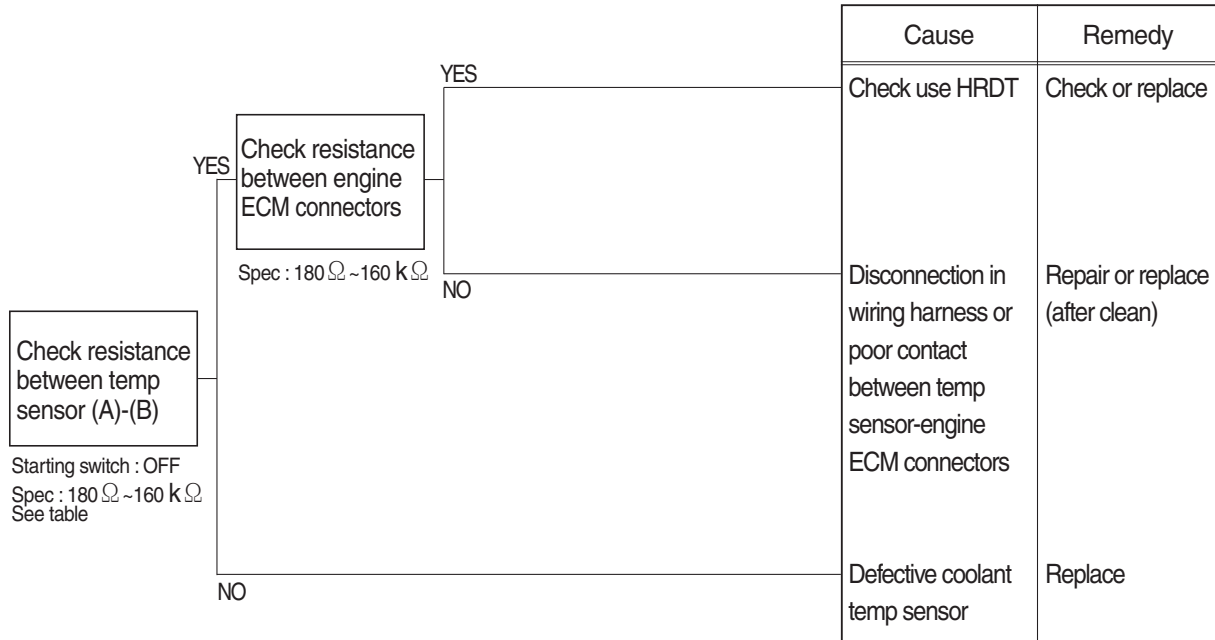 Cause
Remedy
YES
Check use HRDT
Check or replace
YES
Check resistance
between engine
ECM connectors
Spec : 180 Ω ~160 k Ω
NO
Disconnection in
wiring harness or
poor contact
between temp
sensor-engine
ECM connectors
Repair or replace
(after clean)
Check resistance
between temp
sensor (A)-(B)
Starting switch : OFF
Spec : 180 Ω ~160 k Ω
See table
NO
Defective coolant
temp sensor
Replace